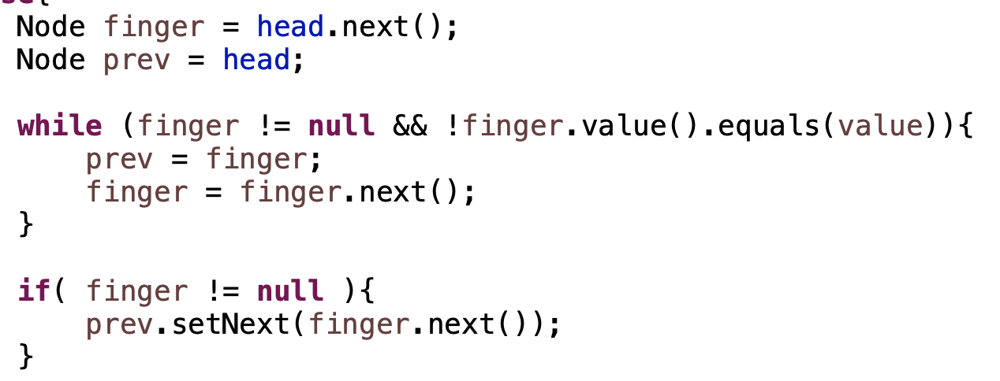 Node finger = head.next();
Node prev = head;
while (finger != null && !finger.value().equals(value)){
prev = finger;
finger = finger.next();
}
if( finger != null ){
prev.setNext(finger.next());
}